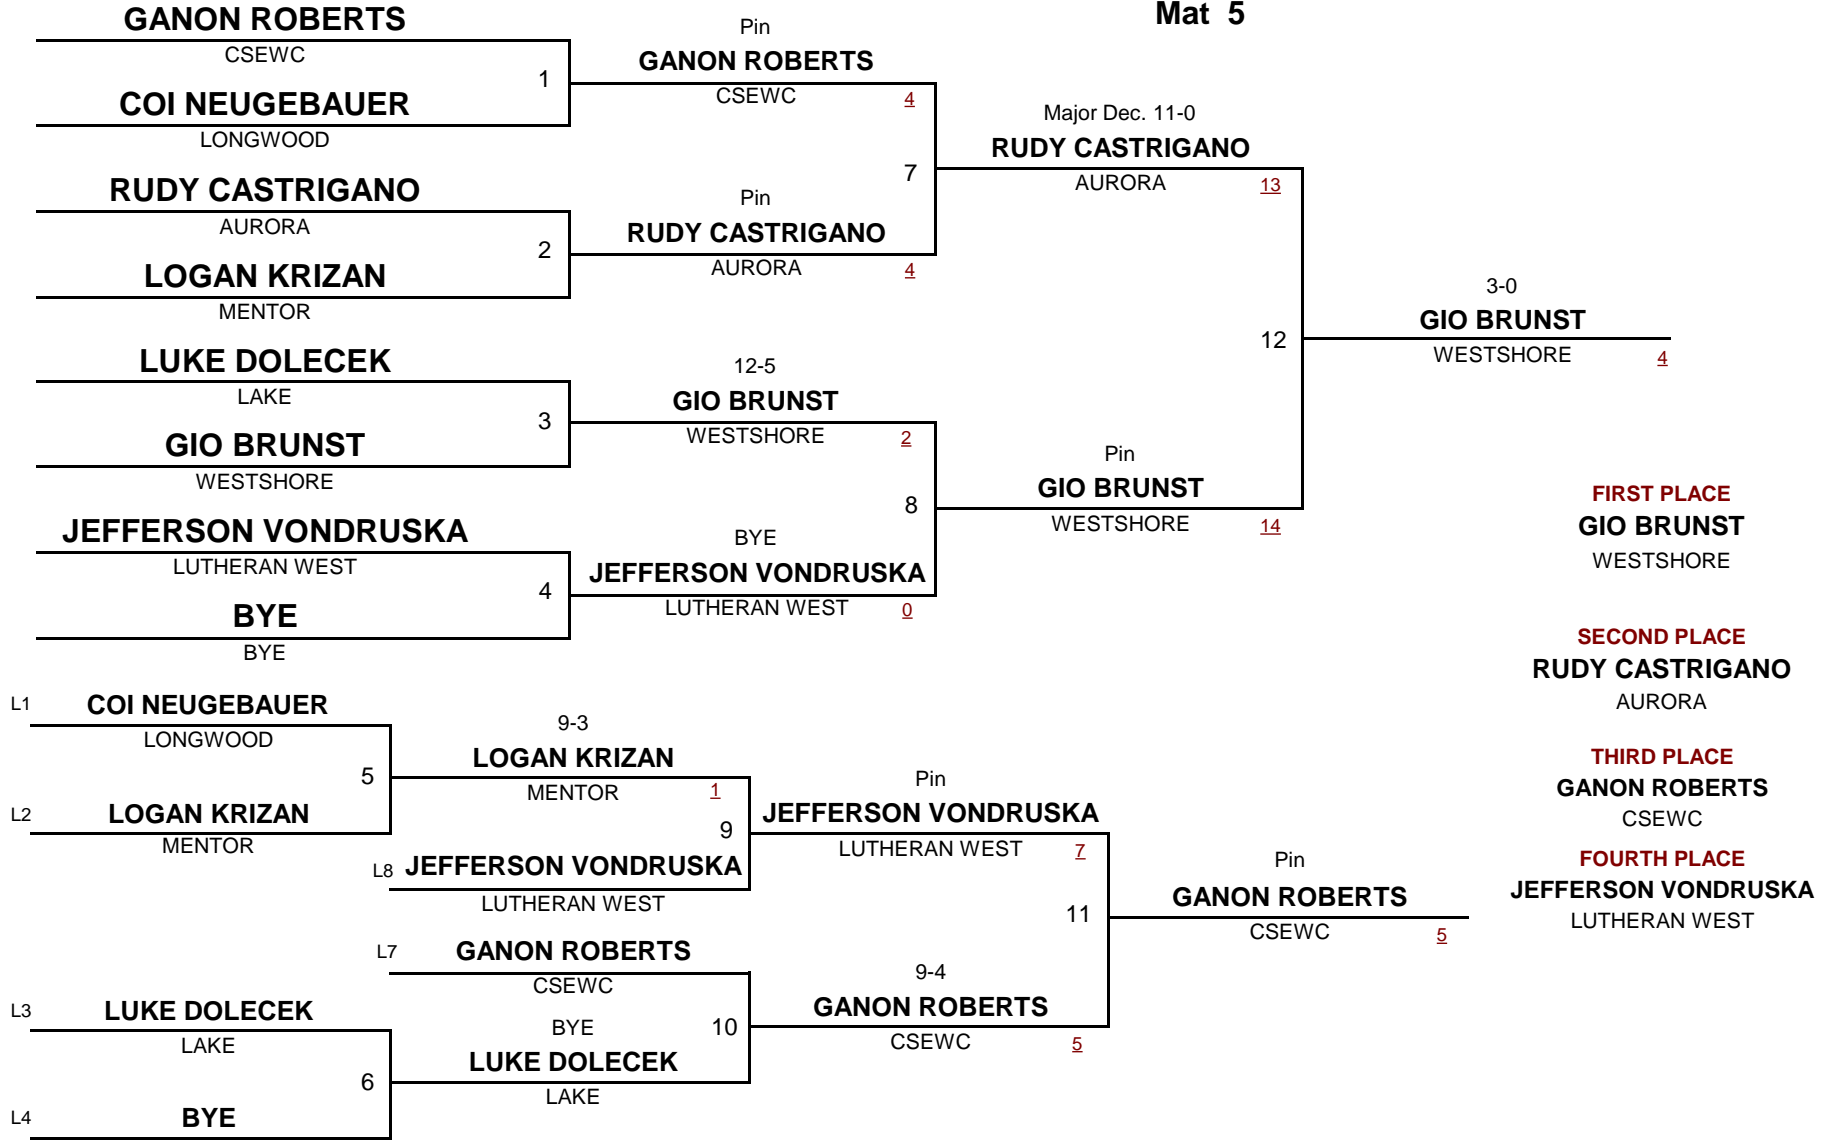 Mat 5
GANON ROBERTS
CSEWC
1
COI NEUGEBAUER
LONGWOOD
RUDY CASTRIGANO
AURORA
2
LOGAN KRIZAN
MENTOR
LUKE DOLECEK
LAKE
3
GIO BRUNST
WESTSHORE
JEFFERSON VONDRUSKA
LUTHERAN WEST
4
BYE
BYE
Pin
GANON ROBERTS
CSEWC 4
7
Pin
RUDY CASTRIGANO
AURORA 4
12-5
GIO BRUNST
WESTSHORE 2
8
BYE
JEFFERSON VONDRUSKA
LUTHERAN WEST 0
Major Dec. 11-0
RUDY CASTRIGANO
AURORA 13
12
Pin
GIO BRUNST
WESTSHORE 14
3-0
GIO BRUNST
WESTSHORE 4
L1 COI NEUGEBAUER
LONGWOOD
5
L2 LOGAN KRIZAN
MENTOR
9-3
LOGAN KRIZAN
MENTOR 1
9
L8 JEFFERSON VONDRUSKA
LUTHERAN WEST
L7 GANON ROBERTS
CSEWC
10
BYE
LUKE DOLECEK
LAKE
L3 LUKE DOLECEK
LAKE
6
L4 BYE
Pin
JEFFERSON VONDRUSKA
LUTHERAN WEST 7
11
9-4
GANON ROBERTS
CSEWC 5
Pin
GANON ROBERTS
CSEWC 5
FIRST PLACE
GIO BRUNST
WESTSHORE
SECOND PLACE
RUDY CASTRIGANO
AURORA
THIRD PLACE
GANON ROBERTS
CSEWC
FOURTH PLACE
JEFFERSON VONDRUSKA
LUTHERAN WEST